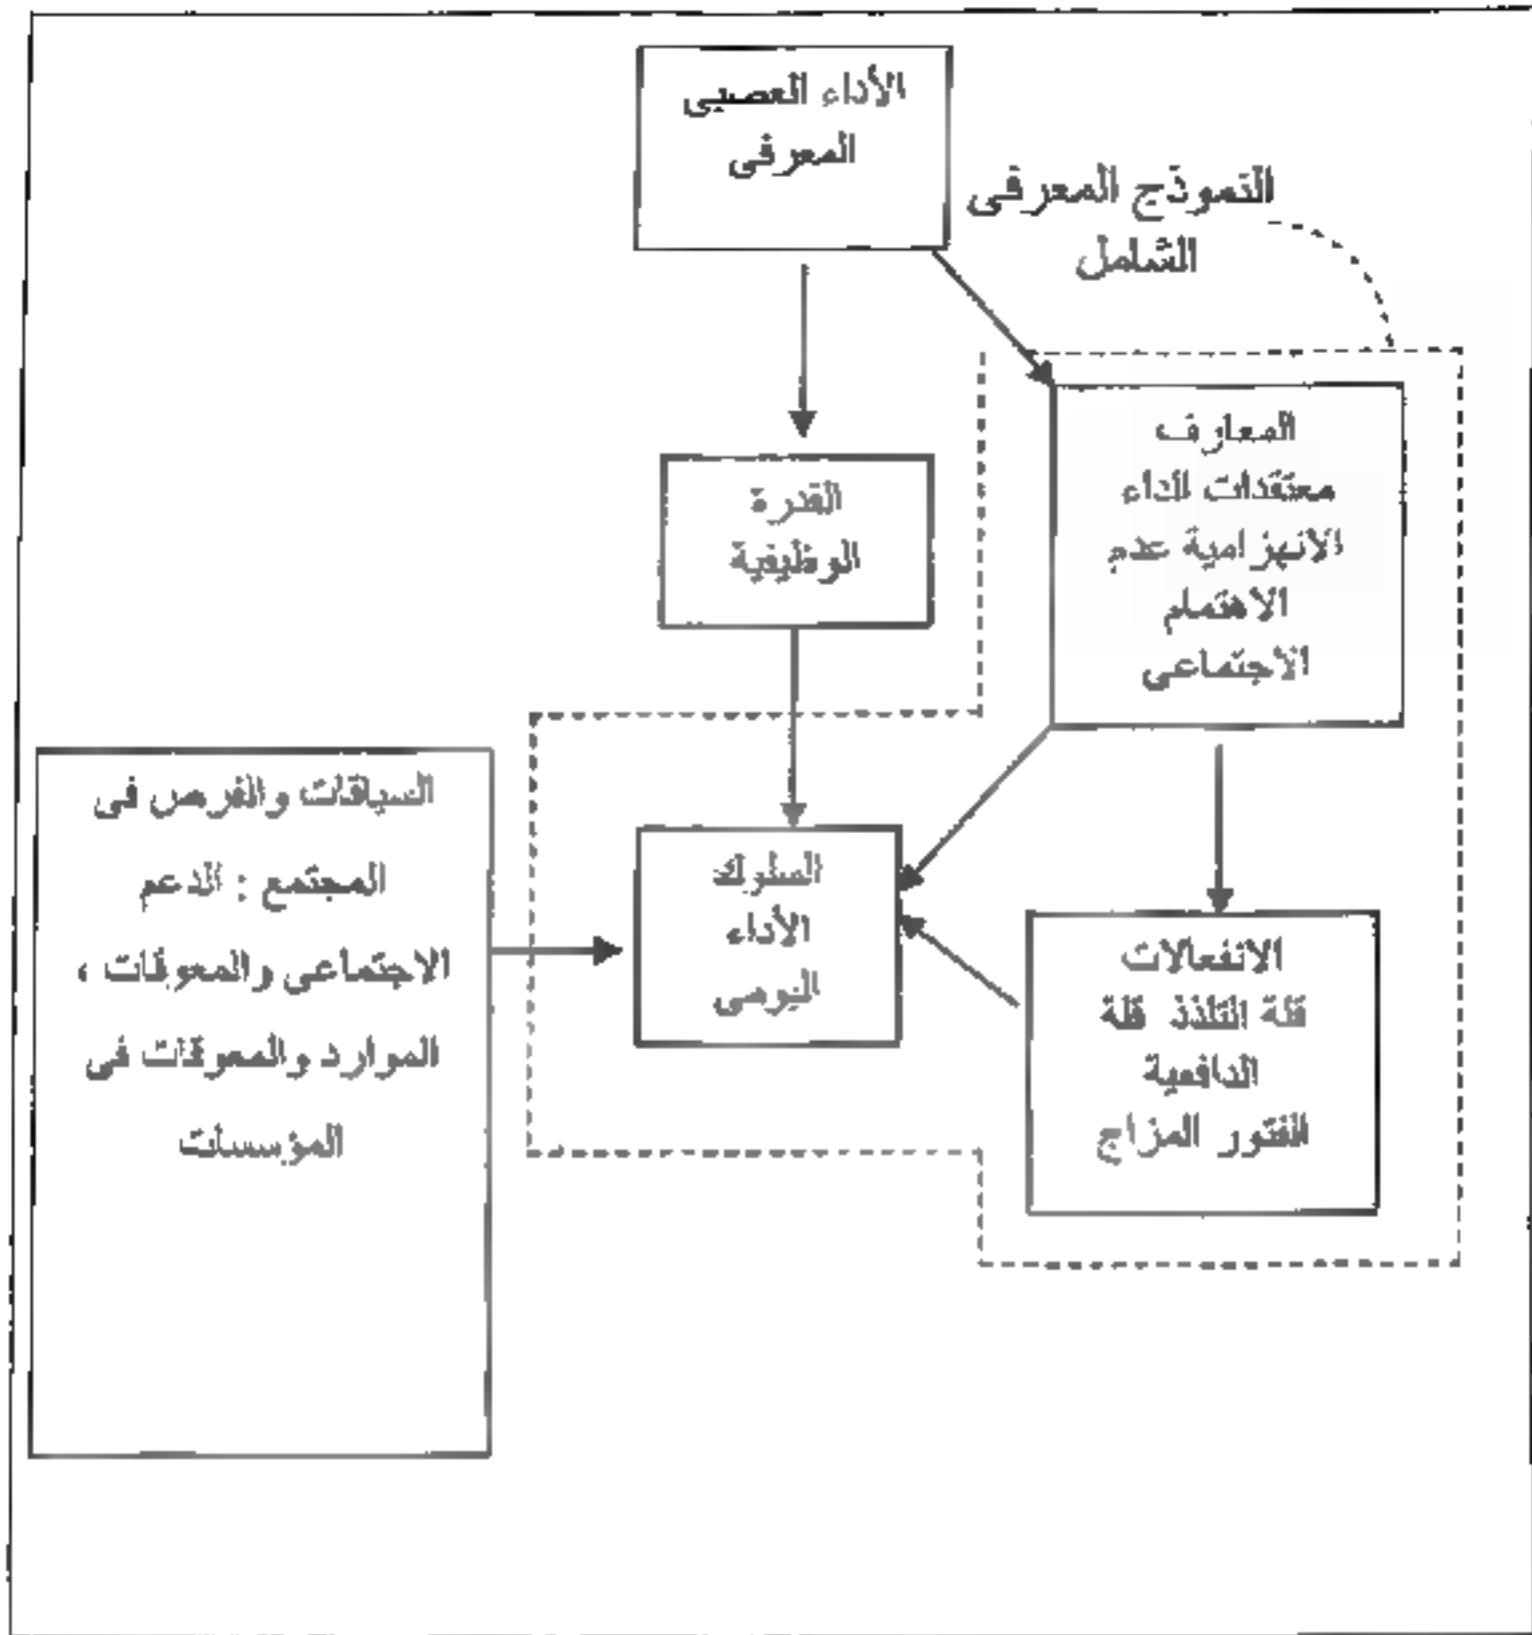 الأداء العصبى
المعرفى
النموذج المعرفى
الشامل
المعارف
معتقدات الداء
الانهزامية عدم
الاهتمام
الاجتماعى
القدرة
الوظيفية
السياقات والفرص فى
المجتمع : الدعم
الاجتماعى والمعوقات ،
الموارد والمعوقات فى
المؤسسات
السلوك
الأداء
اليومى
الانفعالات
قلة التلذذ قلة
الدافعية
الفتور المزاج